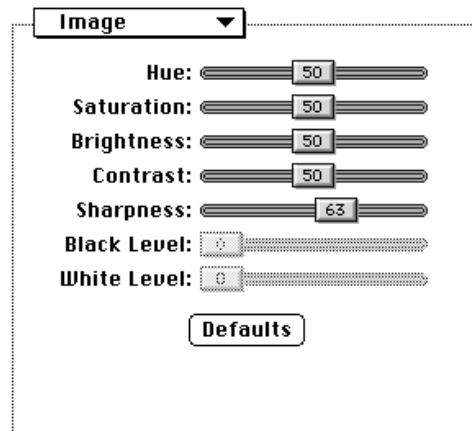 Image
Hue: 50
Saturation: 50
Brightness: 50
Contrast: 50
Sharpness: 63
Black Level: 0
White Level: 0
Defaults